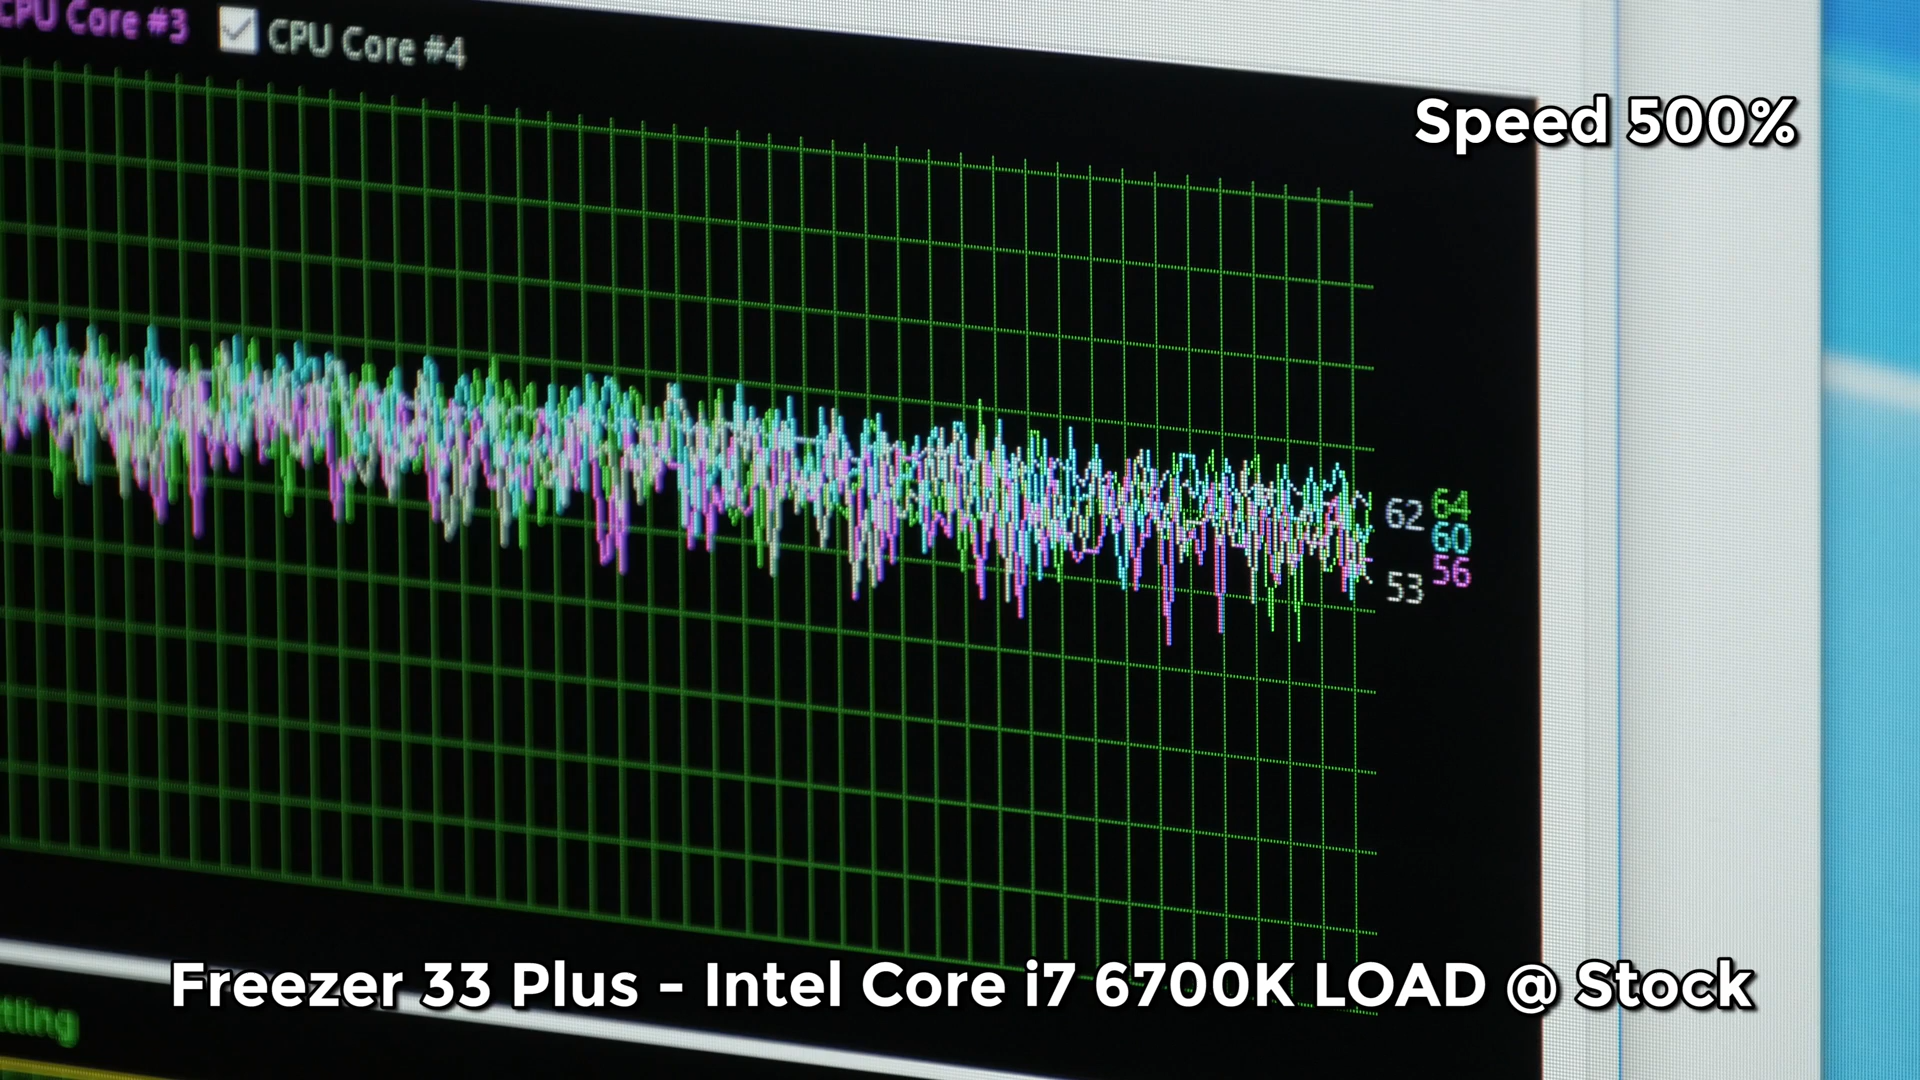 CPU Core #3 CPU Core #4
Speed 500%
62 64
60
56
53
Freezer 33 Plus - Intel Core i7 6700K LOAD @ Stock